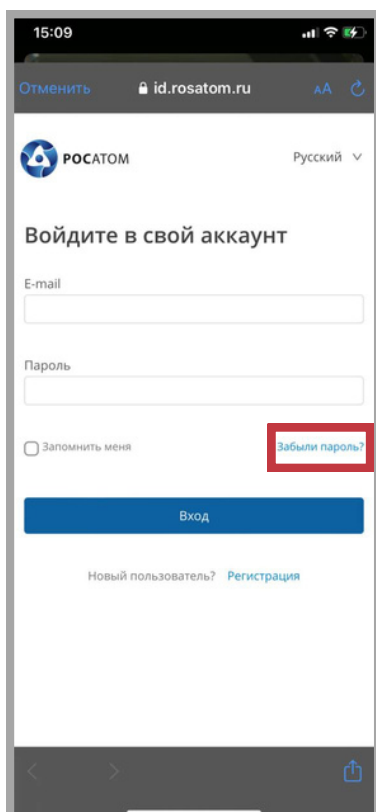 15:09
Отменить id.rosatom.ru AA
РОСАТОМ Русский
Войдите в свой аккаунт
E-mail
Пароль
Запомнить меня Забыли пароль?
Вход
Новый пользователь? Регистрация